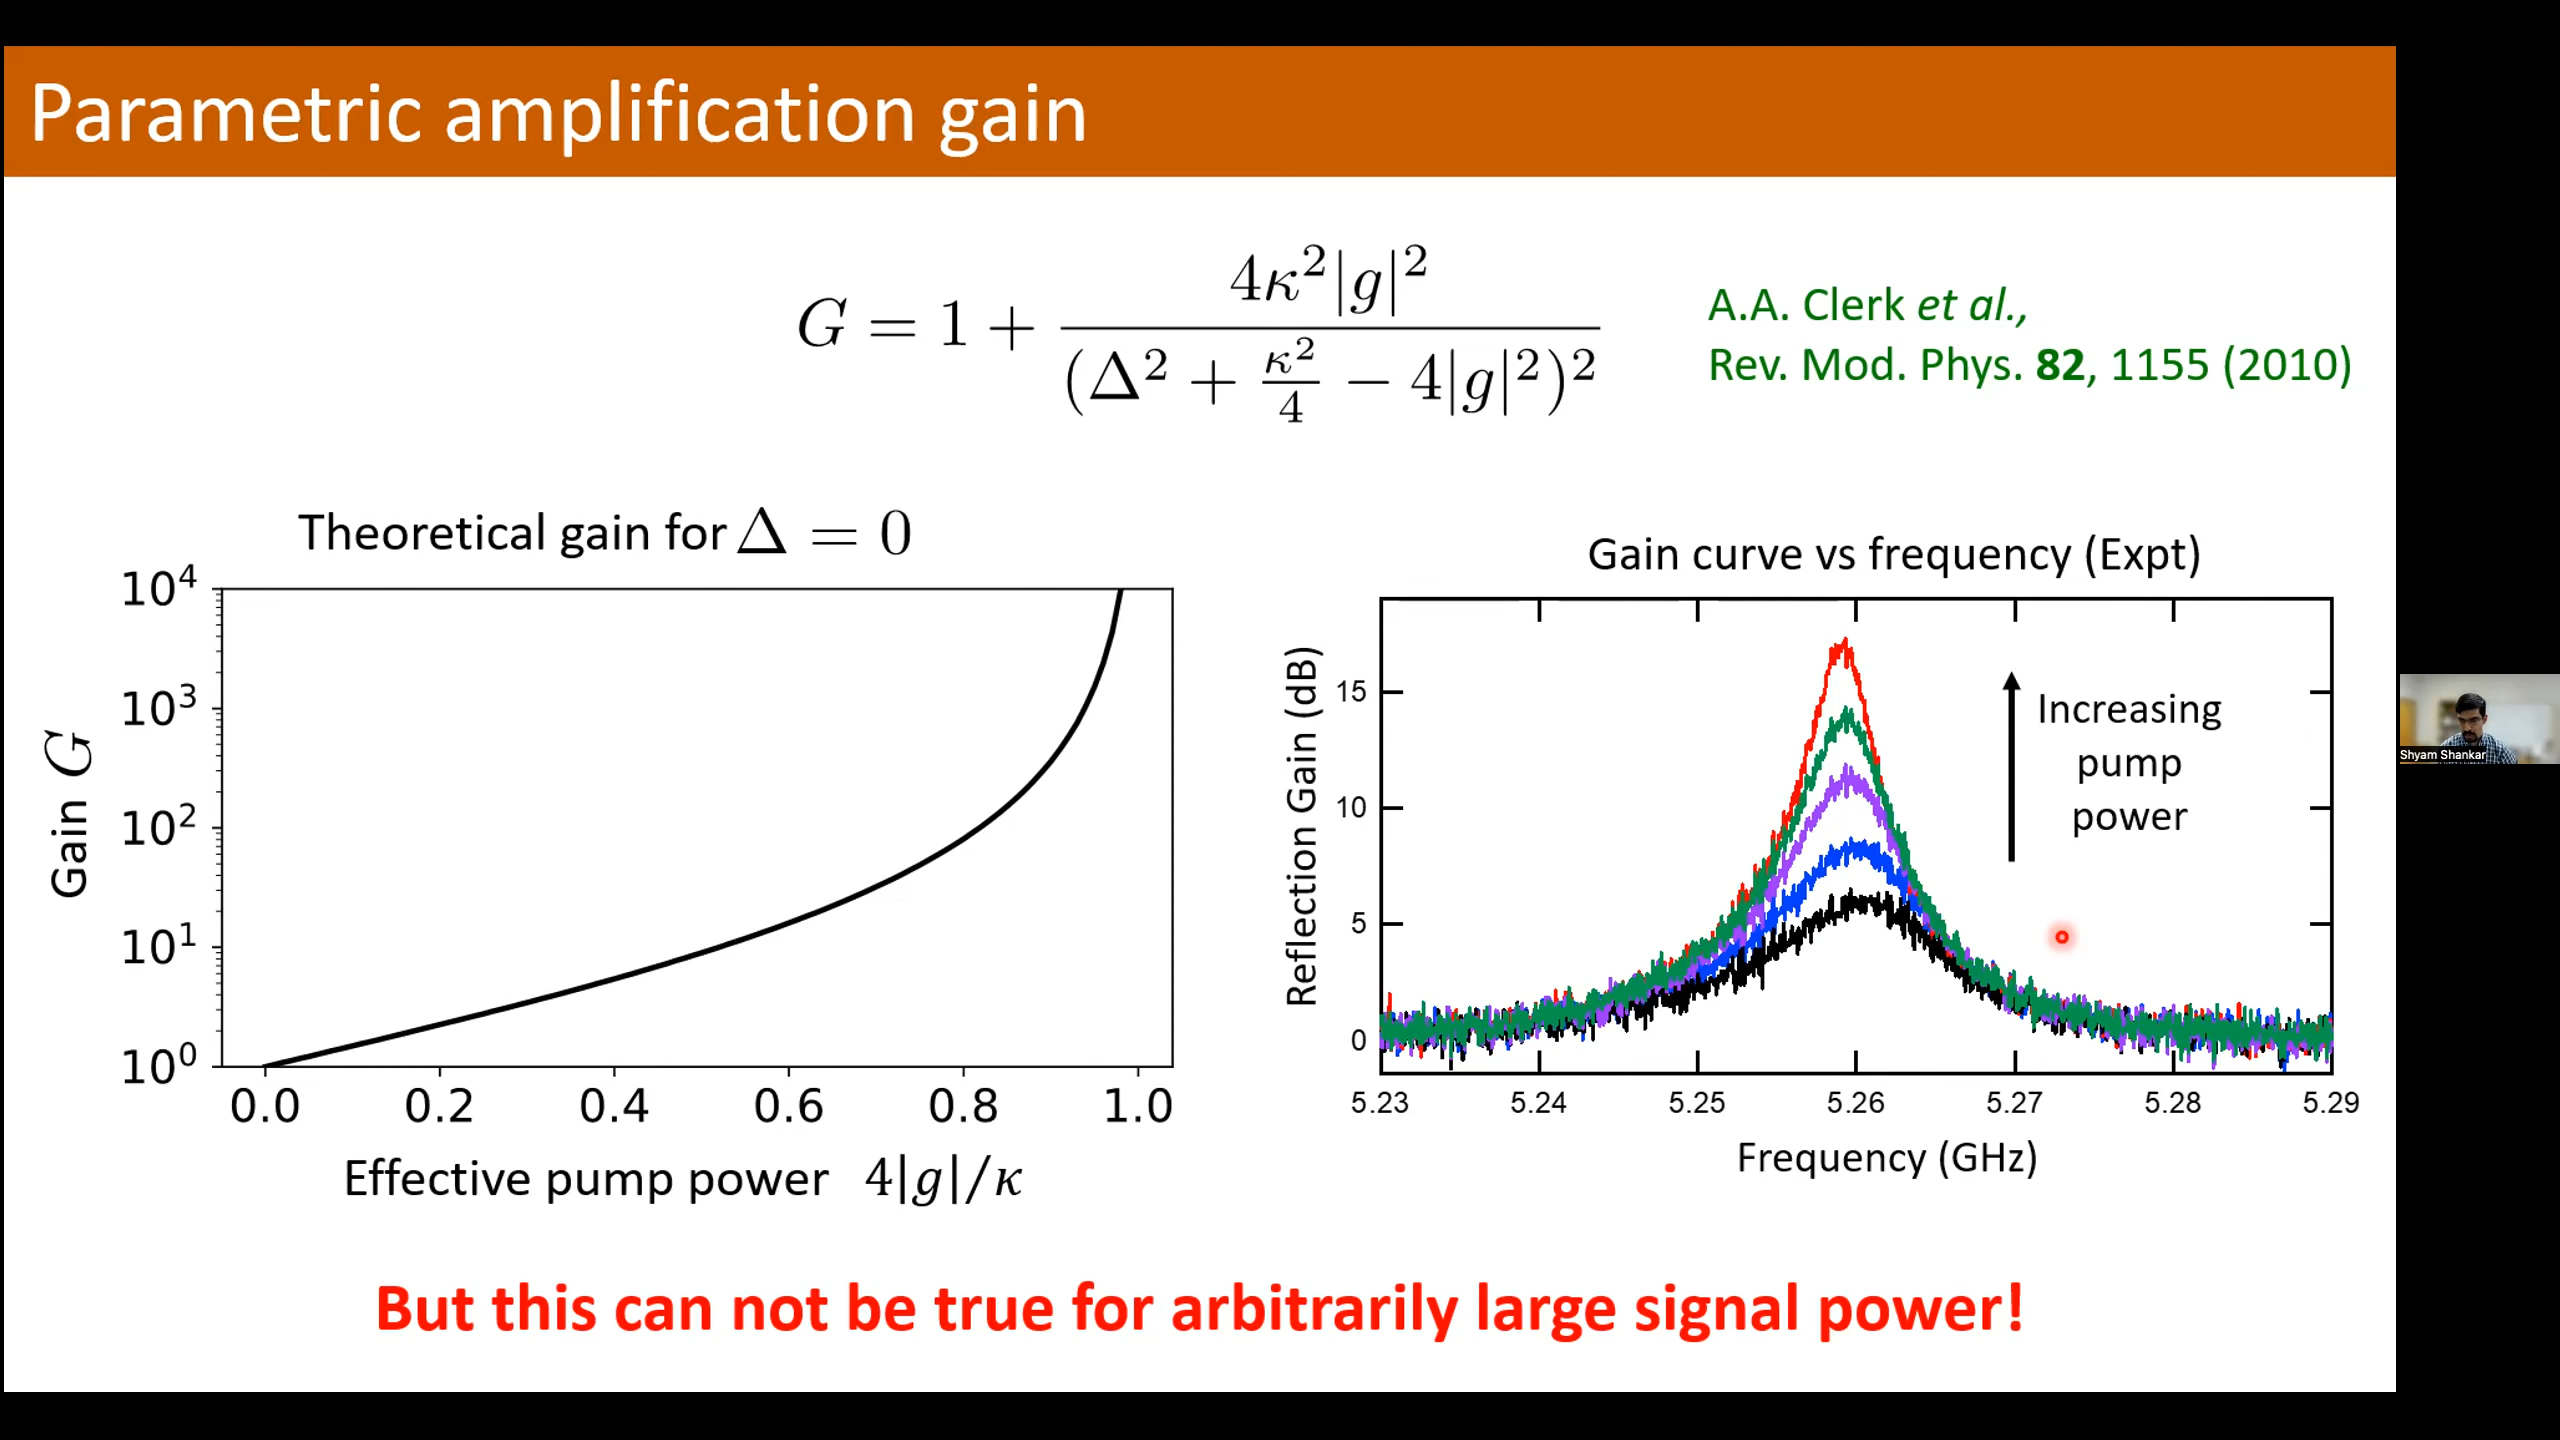 Parametric amplification gain
G = 1 + 4κ²|g|² / (Δ² + κ²/4 − 4|g|²)²
A.A. Clerk et al.,
Rev. Mod. Phys. 82, 1155 (2010)
Theoretical gain for Δ = 0
10⁴
10³
10²
10¹
10⁰
Gain G
0.0 0.2 0.4 0.6 0.8 1.0
Effective pump power 4|g|/κ
Gain curve vs frequency (Expt)
Reflection Gain (dB)
15
10
5
0
Increasing
pump
power
5.23 5.24 5.25 5.26 5.27 5.28 5.29
Frequency (GHz)
But this can not be true for arbitrarily large signal power!
Shyam Shankar